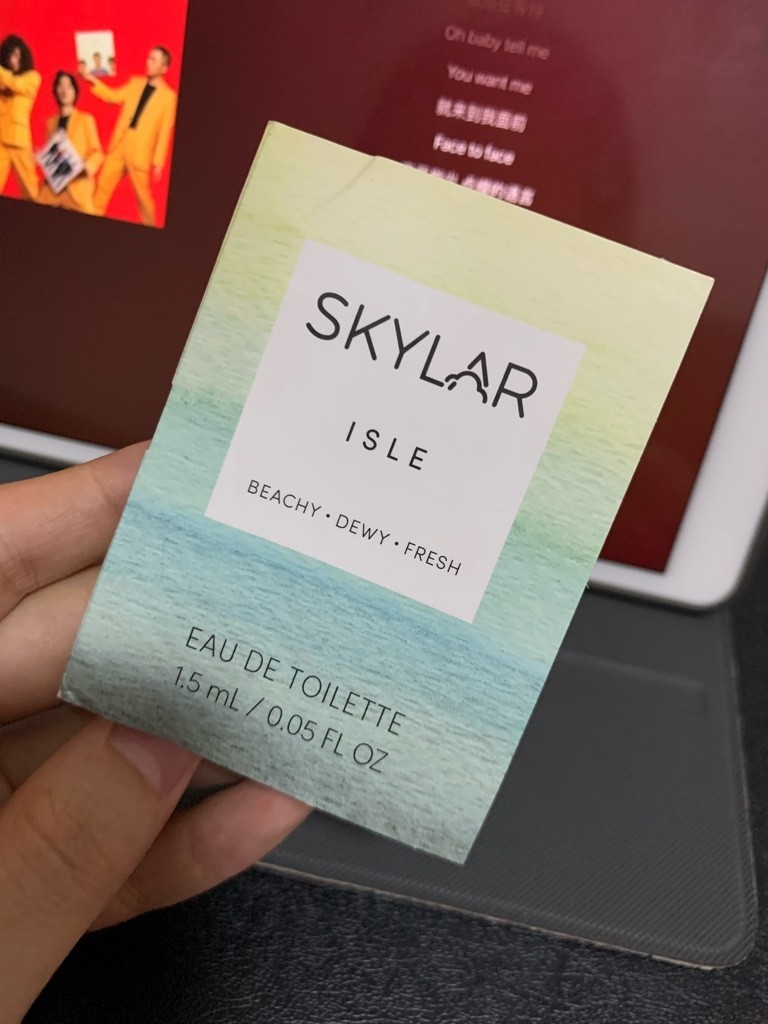 Oh baby tell me
You want me
就来到我面前
Face to face
SKYLAR
ISLE
BEACHY • DEWY • FRESH
EAU DE TOILETTE
1.5 mL / 0.05 FL OZ